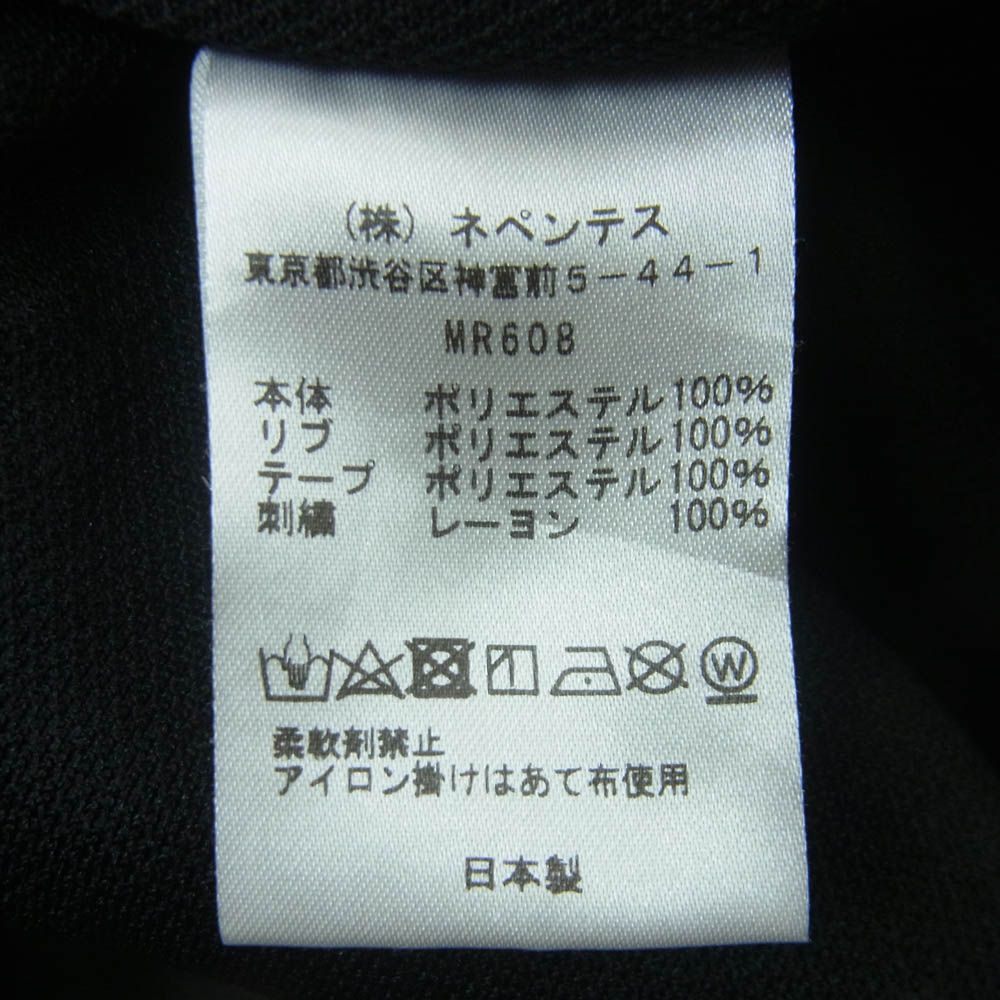 (株) ネペンテス
東京都渋谷区神宮前5-44-1
MR608
本体 ポリエステル100%
リブ ポリエステル100%
テープ ポリエステル100%
刺繍 レーヨン 100%
W
柔軟剤禁止
アイロン掛けはあて布使用
日本製